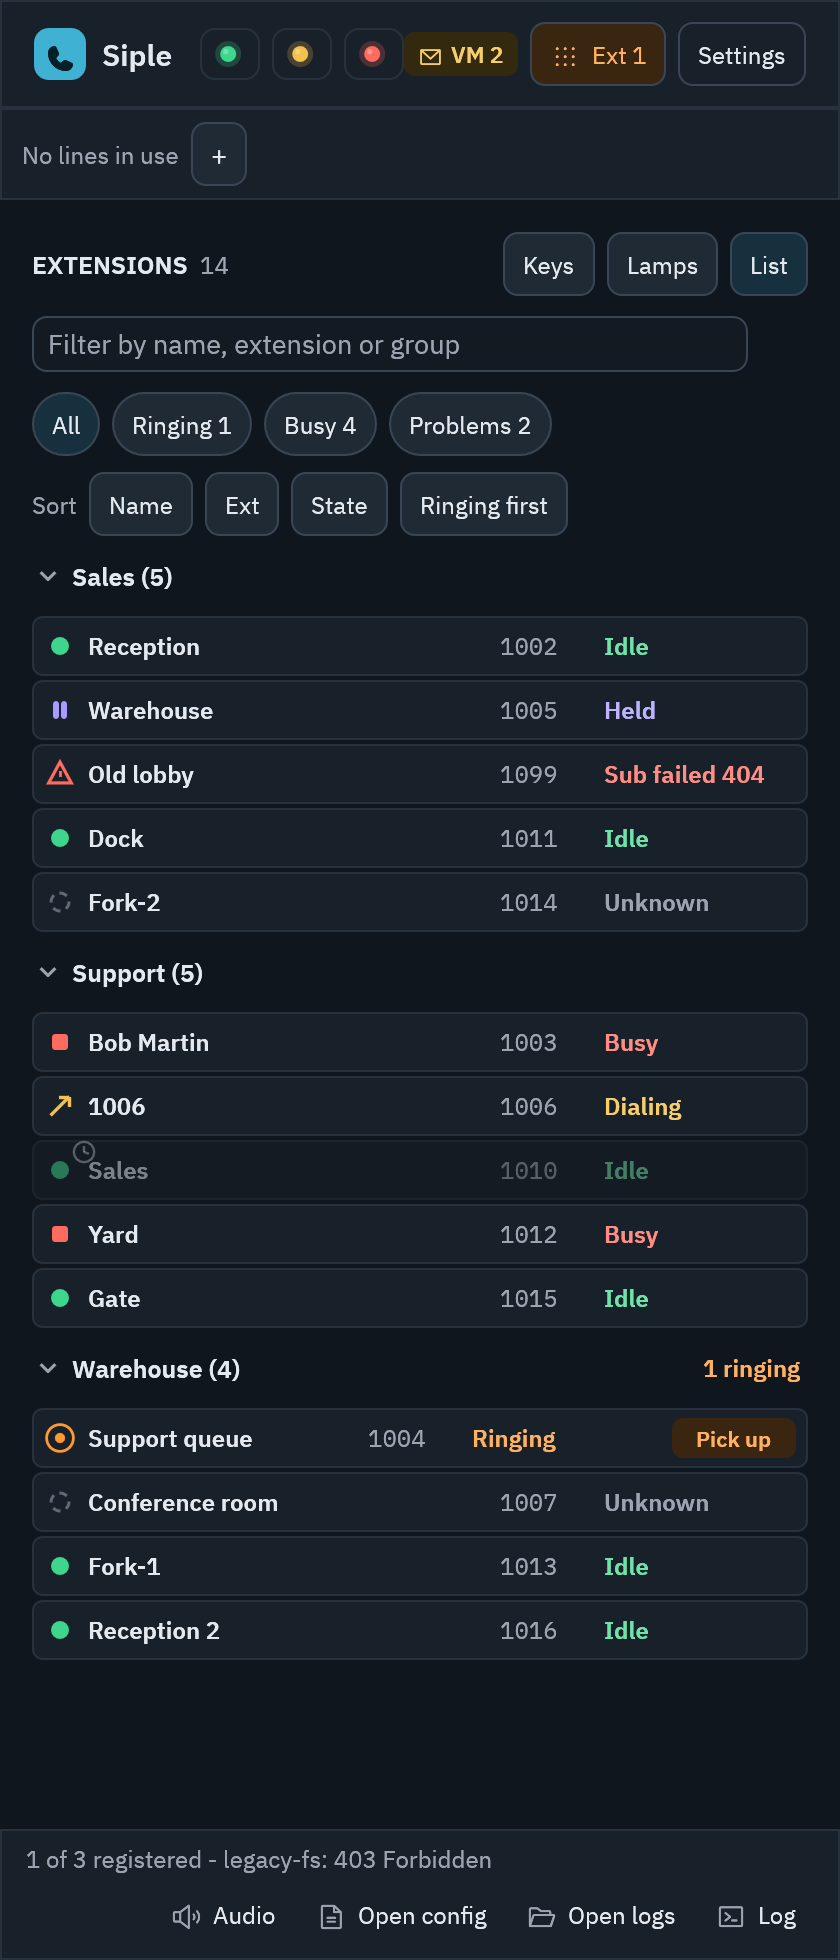 Siple VM 2 Ext 1 Settings
No lines in use +
EXTENSIONS 14 Keys Lamps List
Filter by name, extension or group
All Ringing 1 Busy 4 Problems 2
Sort Name Ext State Ringing first
Sales (5)
Reception 1002 Idle
Warehouse 1005 Held
Old lobby 1099 Sub failed 404
Dock 1011 Idle
Fork-2 1014 Unknown
Support (5)
Bob Martin 1003 Busy
1006 1006 Dialing
Sales 1010 Idle
Yard 1012 Busy
Gate 1015 Idle
Warehouse (4) 1 ringing
Support queue 1004 Ringing Pick up
Conference room 1007 Unknown
Fork-1 1013 Idle
Reception 2 1016 Idle
1 of 3 registered - legacy-fs: 403 Forbidden
Audio Open config Open logs Log